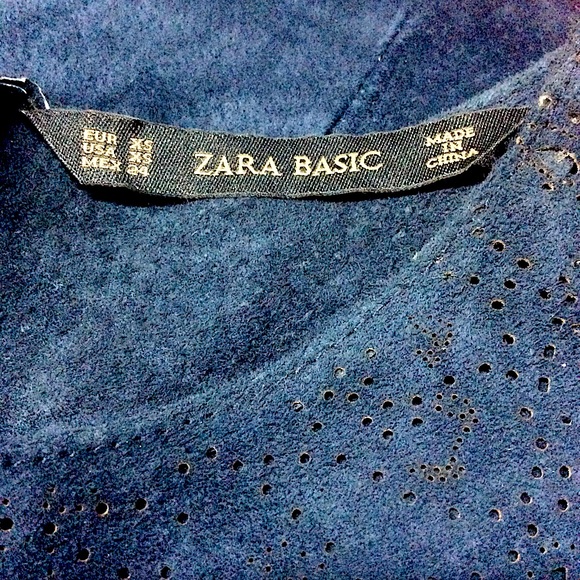 EUR XS
USA XS
MEX 24
ZARA BASIC
MADE
IN
CHINA